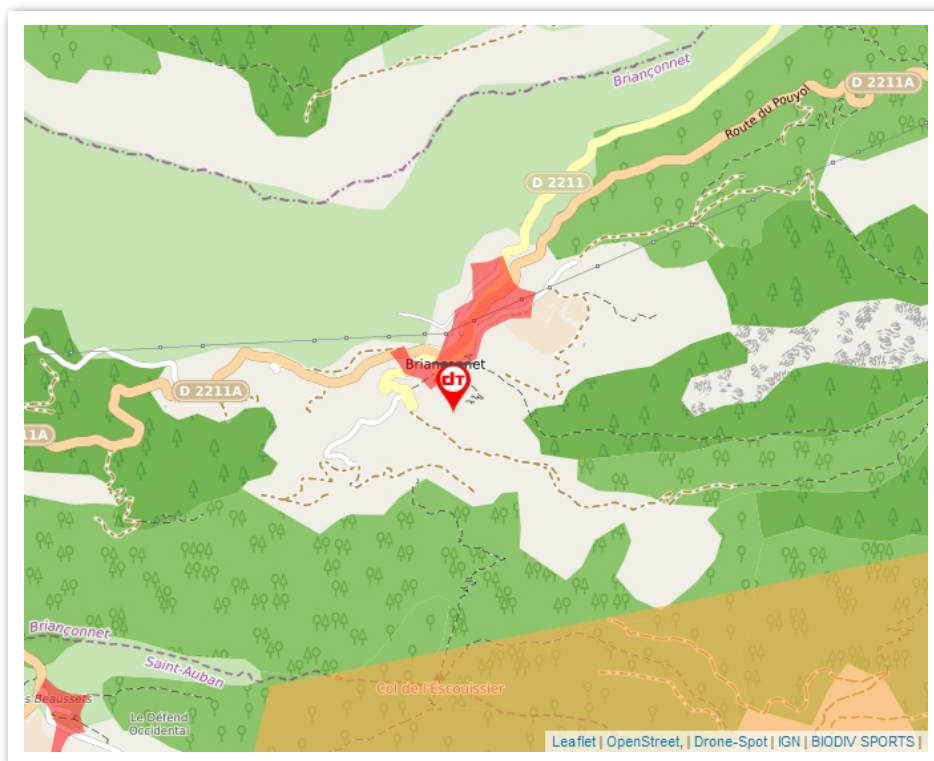 Briançonnet
D 2211A
Route du Pouyol
D 2211
Briançonnet
D 2211A
11A
Briançonnet
Saint-Auban
Col de l'Escouissier
s Beaussets
Le Défend
Occidental
Leaflet | OpenStreet, | Drone-Spot | IGN | BIODIV SPORTS |